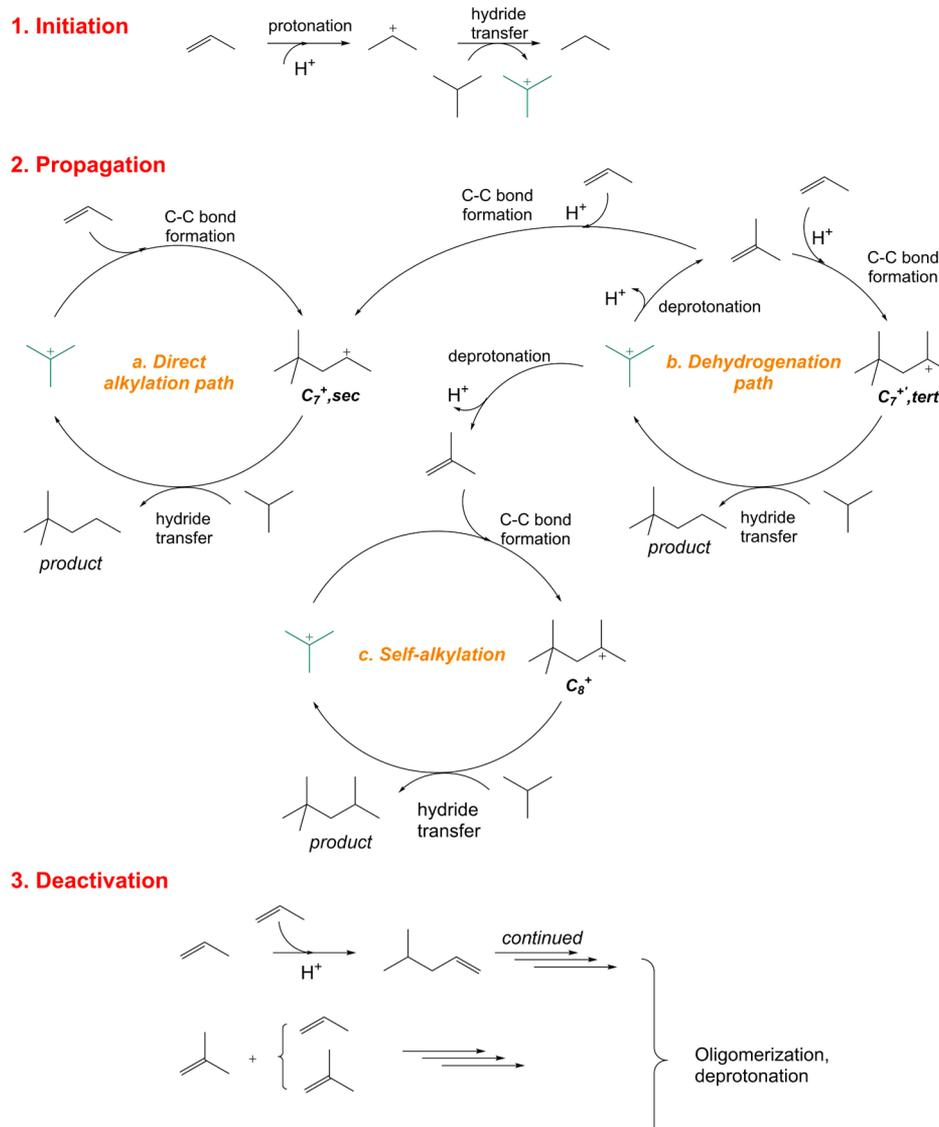 1. Initiation
protonation
H⁺
+
hydride
transfer
+
2. Propagation
C-C bond
formation
C-C bond
formation
H⁺
H⁺
C-C bond
formation
H⁺
deprotonation
+
a. Direct
alkylation path
+
C₇⁺,sec
deprotonation
H⁺
+
b. Dehydrogenation
path
+
C₇⁺′,tert
hydride
transfer
product
C-C bond
formation
hydride
transfer
product
+
c. Self-alkylation
+
C₈⁺
hydride
transfer
product
3. Deactivation
H⁺
continued
+
Oligomerization,
deprotonation